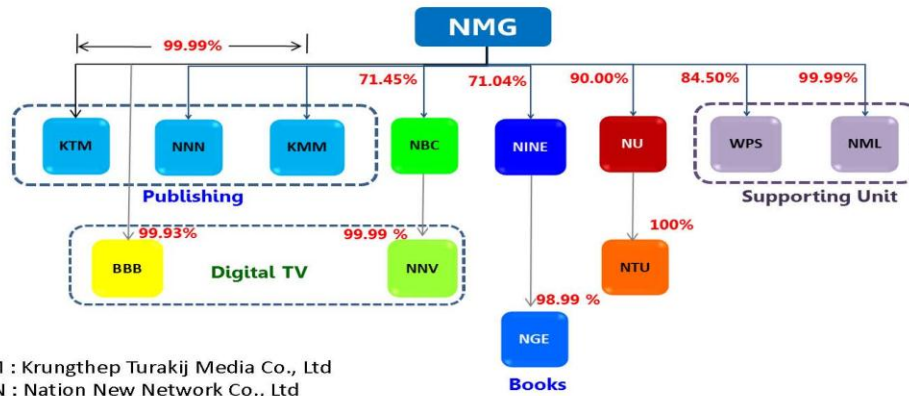 NMG
99.99%
71.45% 71.04% 90.00% 84.50% 99.99%
KTM NNN KMM NBC NINE NU WPS NML
Publishing Supporting Unit
99.93% 99.99 % 100%
BBB Digital TV NNV NTU
98.99 %
NGE
M : Krungthep Turakij Media Co., Ltd
N : Nation New Network Co., Ltd
Books